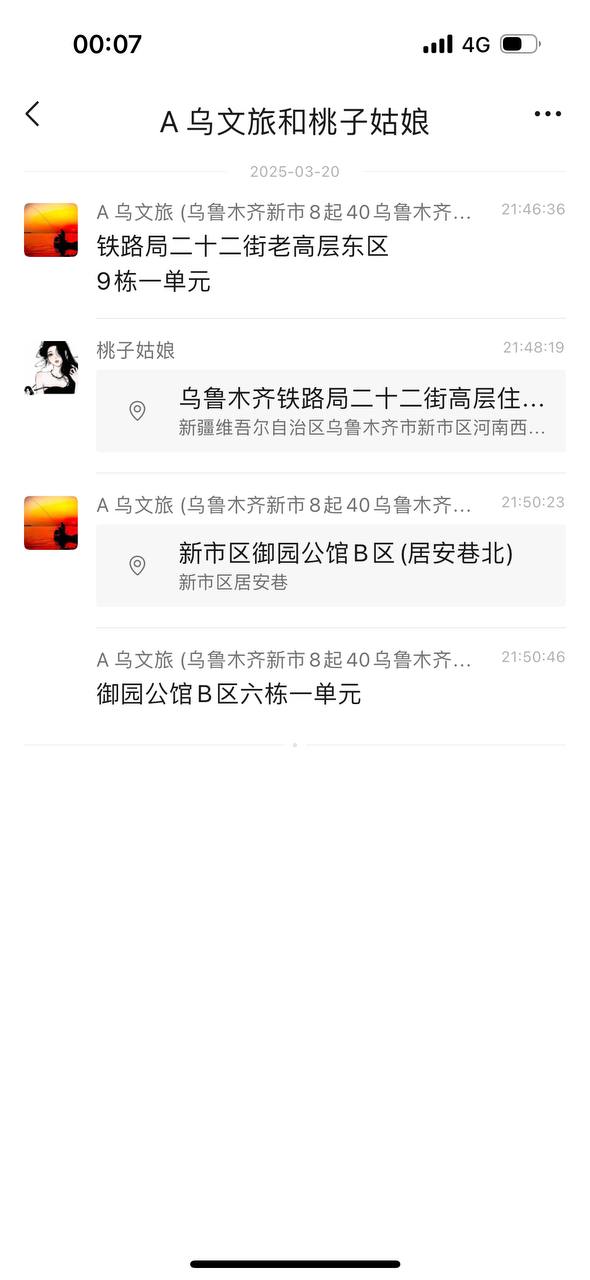 00:07
4G
A 乌文旅和桃子姑娘
2025-03-20
A 乌文旅 (乌鲁木齐新市8起40乌鲁木齐...
21:46:36
铁路局二十二街老高层东区
9栋一单元
桃子姑娘
21:48:19
乌鲁木齐铁路局二十二街高层住...
新疆维吾尔自治区乌鲁木齐市新市区河南西...
A 乌文旅 (乌鲁木齐新市8起40乌鲁木齐...
21:50:23
新市区御园公馆B区(居安巷北)
新市区居安巷
A 乌文旅 (乌鲁木齐新市8起40乌鲁木齐...
21:50:46
御园公馆B区六栋一单元